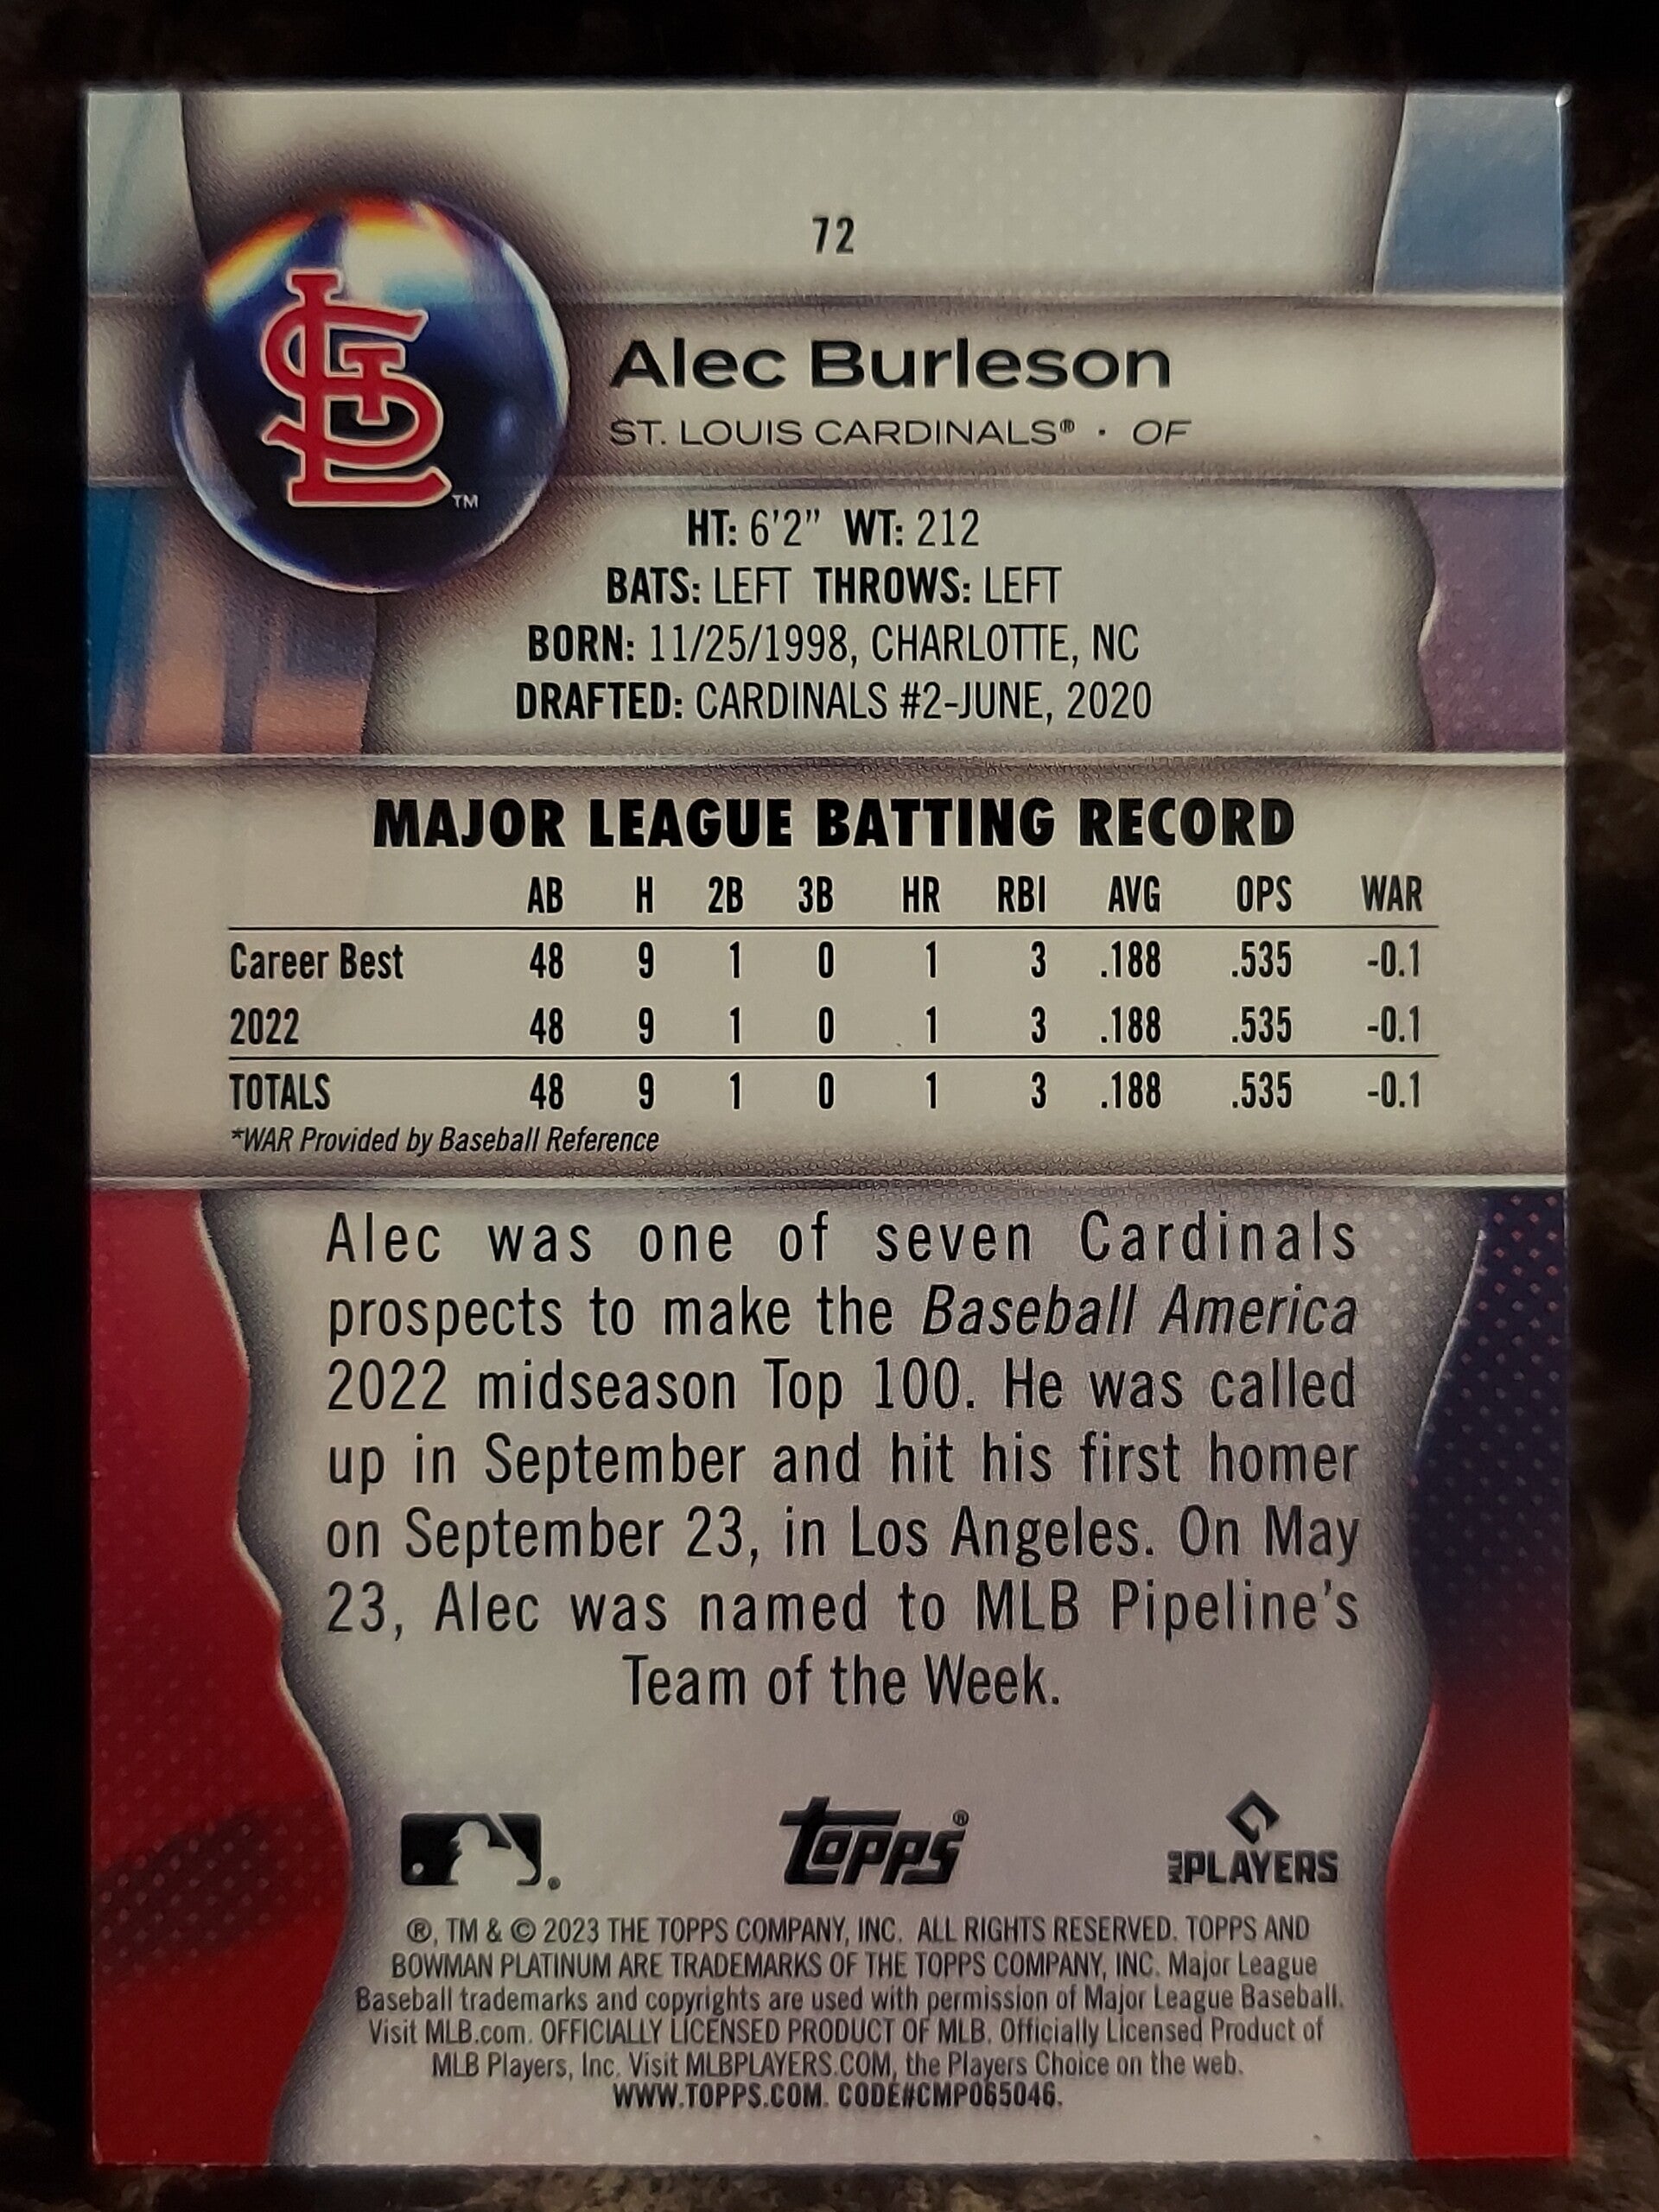 72
STL
TM
Alec Burleson
ST. LOUIS CARDINALS® · OF
HT: 6'2" WT: 212
BATS: LEFT THROWS: LEFT
BORN: 11/25/1998, CHARLOTTE, NC
DRAFTED: CARDINALS #2-JUNE, 2020
MAJOR LEAGUE BATTING RECORD
AB H 2B 3B HR RBI AVG OPS WAR
Career Best 48 9 1 0 1 3 .188 .535 -0.1
2022 48 9 1 0 1 3 .188 .535 -0.1
TOTALS 48 9 1 0 1 3 .188 .535 -0.1
*WAR Provided by Baseball Reference
Alec was one of seven Cardinals
prospects to make the Baseball America
2022 midseason Top 100. He was called
up in September and hit his first homer
on September 23, in Los Angeles. On May
23, Alec was named to MLB Pipeline's
Team of the Week.
®
topps®
MLB PLAYERS
®, TM & © 2023 THE TOPPS COMPANY, INC. ALL RIGHTS RESERVED. TOPPS AND
BOWMAN PLATINUM ARE TRADEMARKS OF THE TOPPS COMPANY, INC. Major League
Baseball trademarks and copyrights are used with permission of Major League Baseball.
Visit MLB.com. OFFICIALLY LICENSED PRODUCT OF MLB. Officially Licensed Product of
MLB Players, Inc. Visit MLBPLAYERS.COM, the Players Choice on the web.
WWW.TOPPS.COM. CODE#CMP065046.